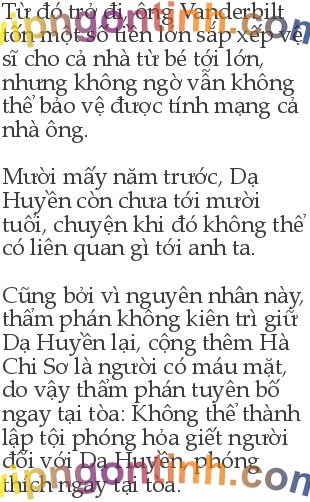 Từ đó trở đi, ông Vanderbilt
tốn một số tiền lớn sắp xếp vệ
sĩ cho cả nhà từ bé tới lớn,
nhưng không ngờ vẫn không
thể bảo vệ được tính mạng cả
nhà ông.
Mười mấy năm trước, Dạ
Huyền còn chưa tới mười
tuổi, chuyện khi đó không thể
có liên quan gì tới anh ta.
Cũng bởi vì nguyên nhân này,
thẩm phán không kiên trì giữ
Dạ Huyền lại, cộng thêm Hà
Chi Sơ là người có máu mặt,
do vậy thẩm phán tuyên bố
ngay tại tòa: Không thể thành
lập tội phóng hỏa giết người
đối với Dạ Huyền, phóng
thích ngay tại tòa.
vipngontinh.com
vipngontinh.com